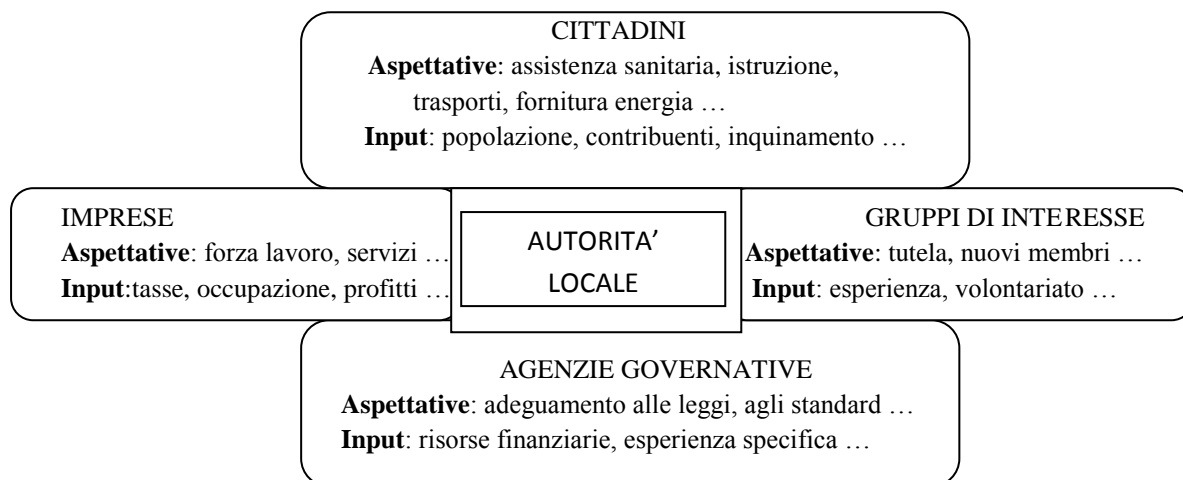 CITTADINI
Aspettative: assistenza sanitaria, istruzione,
trasporti, fornitura energia …
Input: popolazione, contribuenti, inquinamento …
IMPRESE
Aspettative: forza lavoro, servizi …
Input:tasse, occupazione, profitti …
AUTORITA’
LOCALE
GRUPPI DI INTERESSE
Aspettative: tutela, nuovi membri …
Input: esperienza, volontariato …
AGENZIE GOVERNATIVE
Aspettative: adeguamento alle leggi, agli standard …
Input: risorse finanziarie, esperienza specifica …